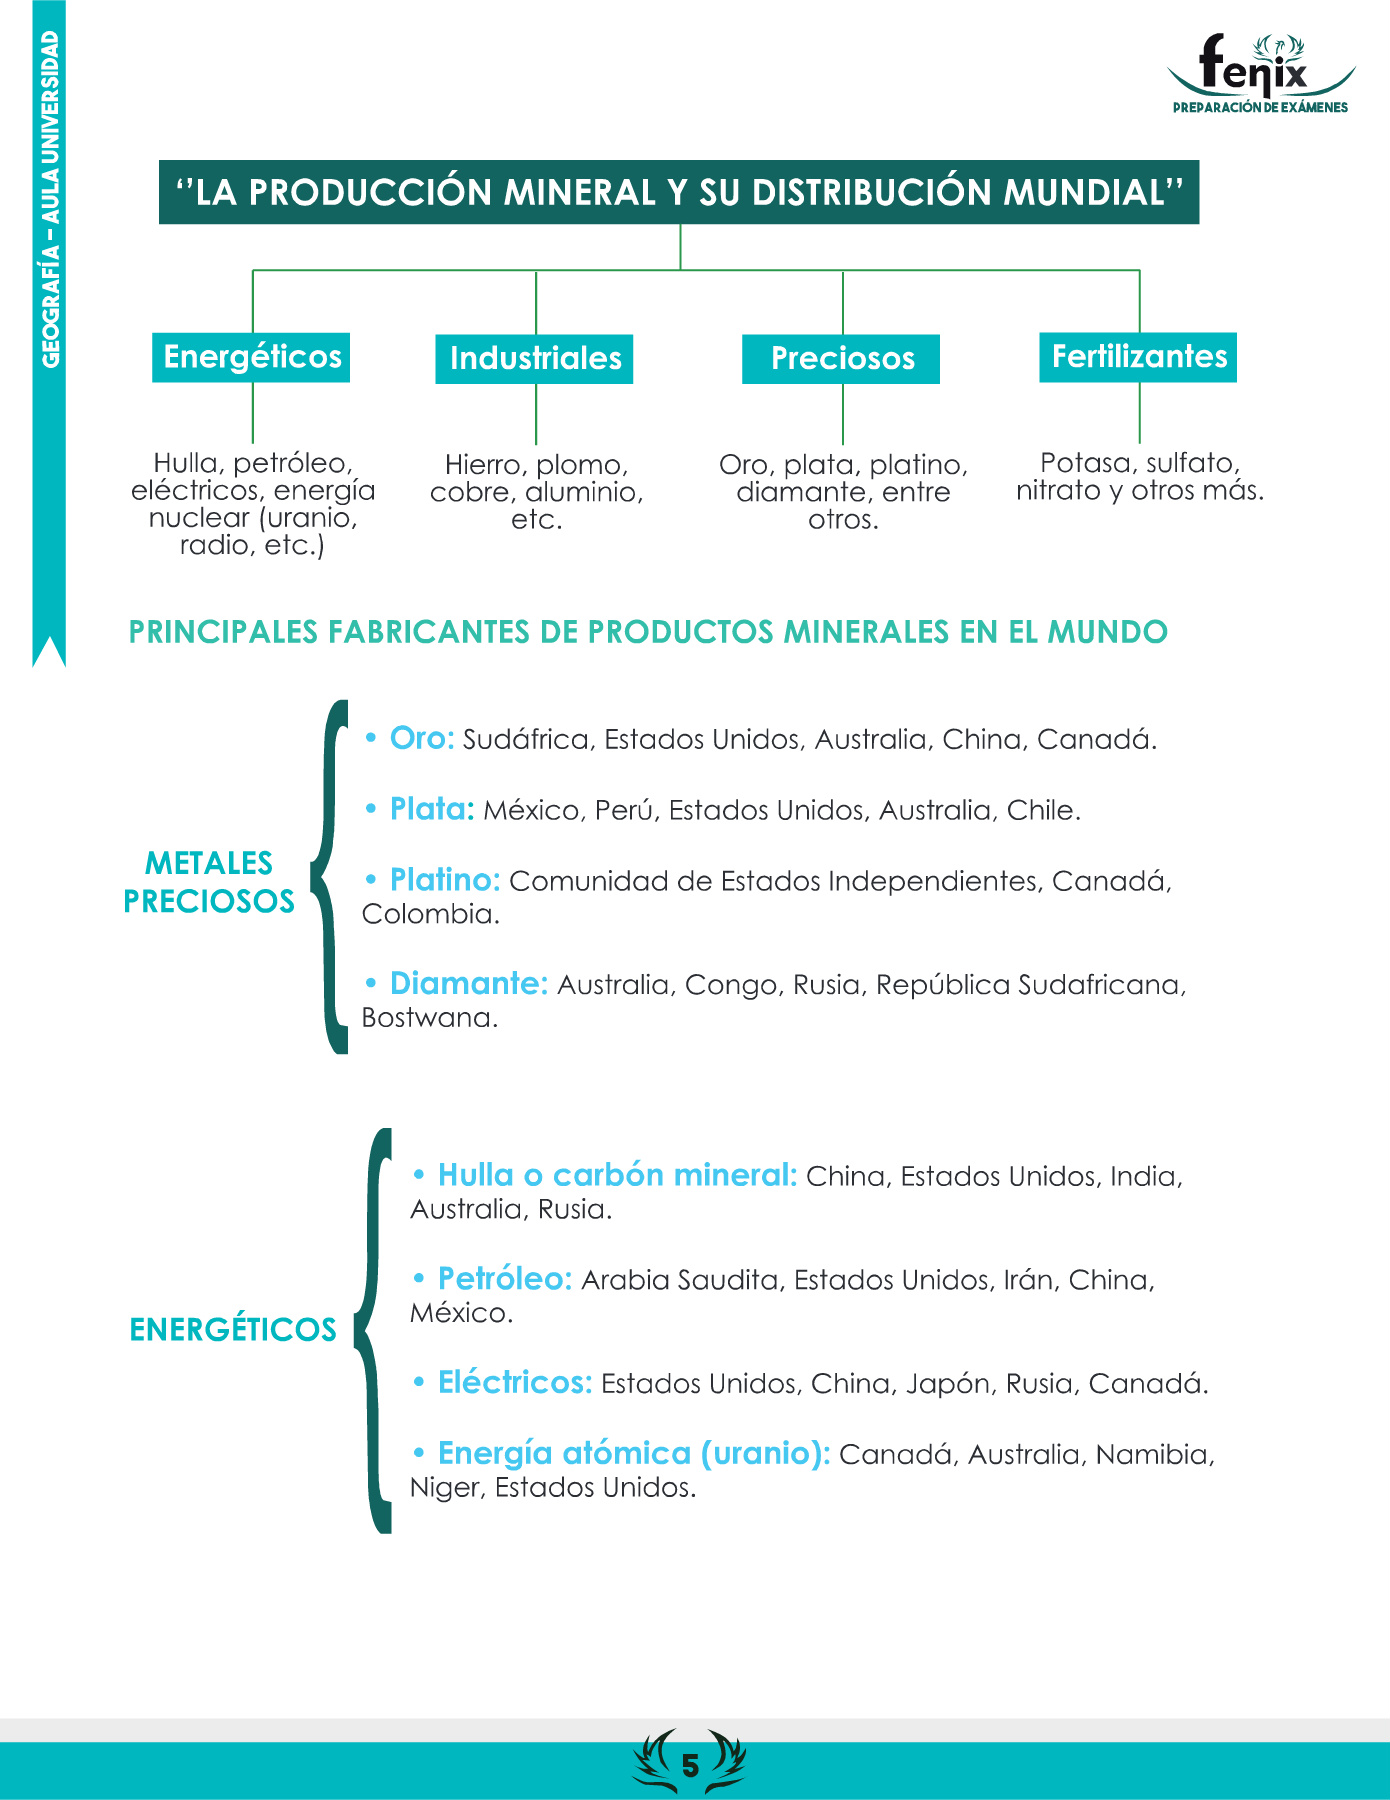 GEOGRAFÍA – AULA UNIVERSIDAD
fenix
PREPARACIÓN DE EXÁMENES
‘’LA PRODUCCIÓN MINERAL Y SU DISTRIBUCIÓN MUNDIAL’’
Energéticos
Industriales
Preciosos
Fertilizantes
Hulla, petróleo,
eléctricos, energía
nuclear (uranio,
radio, etc.)
Hierro, plomo,
cobre, aluminio,
etc.
Oro, plata, platino,
diamante, entre
otros.
Potasa, sulfato,
nitrato y otros más.
PRINCIPALES FABRICANTES DE PRODUCTOS MINERALES EN EL MUNDO
METALES
PRECIOSOS
• Oro: Sudáfrica, Estados Unidos, Australia, China, Canadá.
• Plata: México, Perú, Estados Unidos, Australia, Chile.
• Platino: Comunidad de Estados Independientes, Canadá,
Colombia.
• Diamante: Australia, Congo, Rusia, República Sudafricana,
Bostwana.
ENERGÉTICOS
• Hulla o carbón mineral: China, Estados Unidos, India,
Australia, Rusia.
• Petróleo: Arabia Saudita, Estados Unidos, Irán, China,
México.
• Eléctricos: Estados Unidos, China, Japón, Rusia, Canadá.
• Energía atómica (uranio): Canadá, Australia, Namibia,
Niger, Estados Unidos.
5